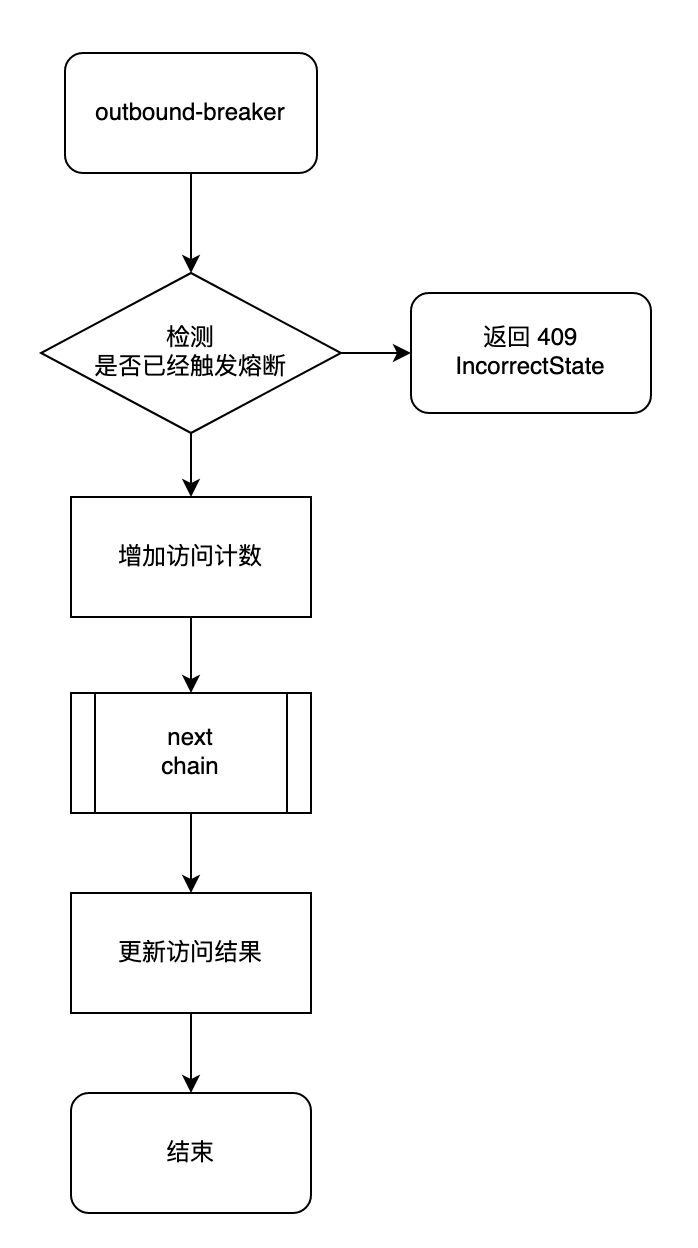 outbound-breaker
检测
是否已经触发熔断
返回 409
IncorrectState
增加访问计数
next
chain
更新访问结果
结束